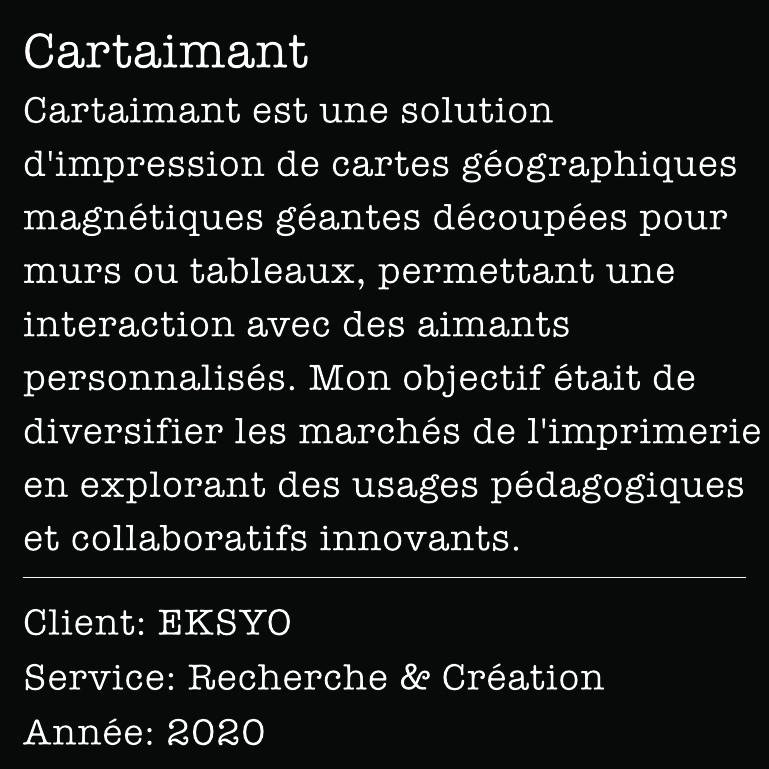 Cartaimant
Cartaimant est une solution
d'impression de cartes géographiques
magnétiques géantes découpées pour
murs ou tableaux, permettant une
interaction avec des aimants
personnalisés. Mon objectif était de
diversifier les marchés de l'imprimerie
en explorant des usages pédagogiques
et collaboratifs innovants.
Client: EKSYO
Service: Recherche & Création
Année: 2020